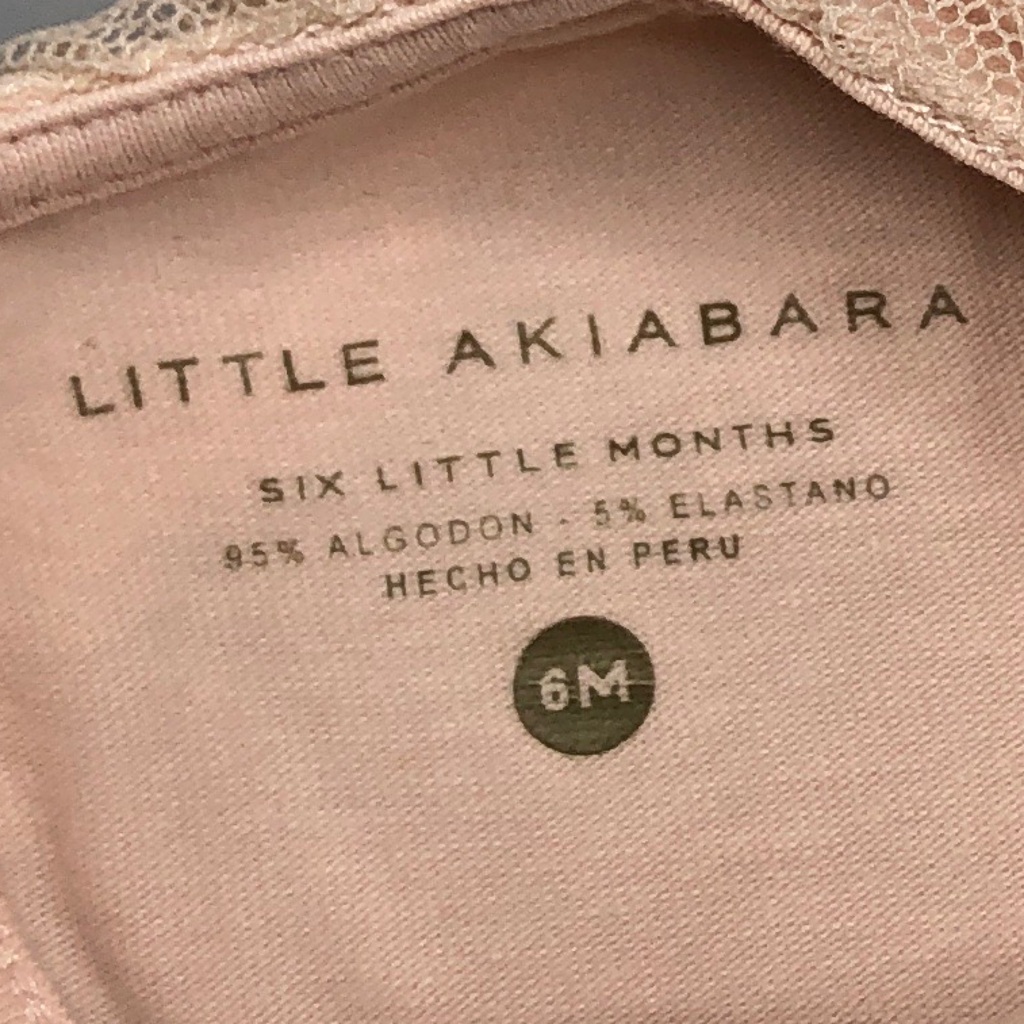 LITTLE AKIABARA
SIX LITTLE MONTHS
95% ALGODON - 5% ELASTANO
HECHO EN PERU
6M